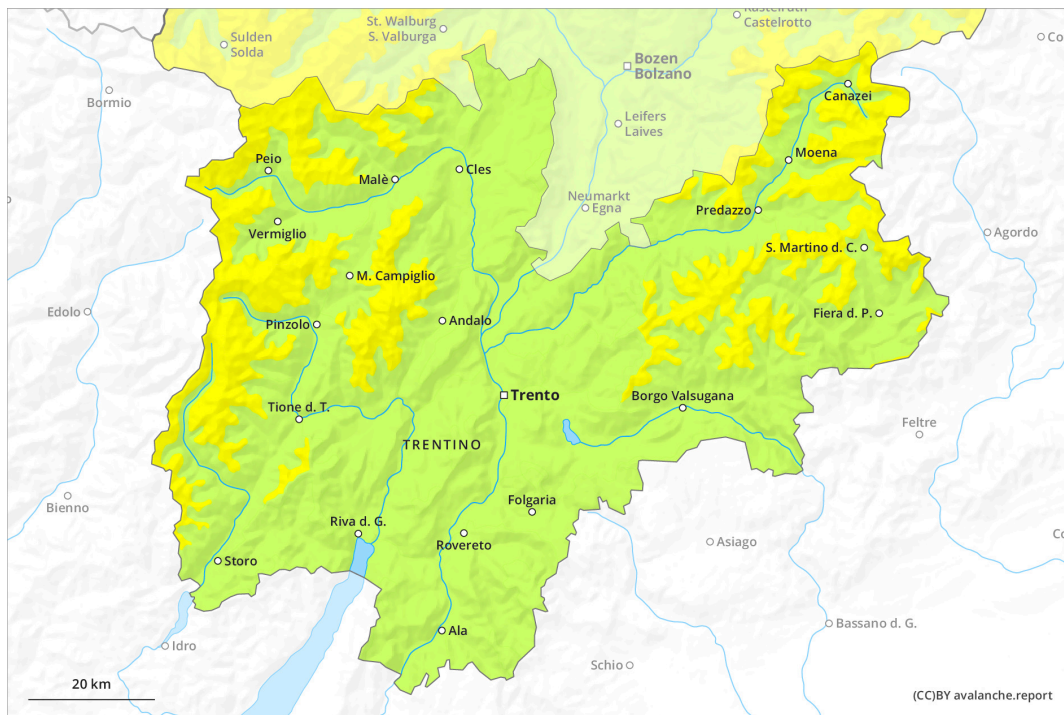 St. Walburg
S. Valburga
Kastelruth
Castelrotto
Sulden
Solda
Bozen
Bolzano
Bormio
Canazei
Leifers
Laives
Moena
Peio
Malè
Cles
Neumarkt
Egna
Predazzo
Vermiglio
Agordo
S. Martino d. C.
M. Campiglio
Edolo
Pinzolo
Andalo
Fiera d. P.
Trento
Borgo Valsugana
Tione d. T.
Feltre
TRENTINO
Bienno
Folgaria
Riva d. G.
Rovereto
Asiago
Storo
Ala
Bassano d. G.
Idro
Schio
20 km
(CC)BY avalanche.report